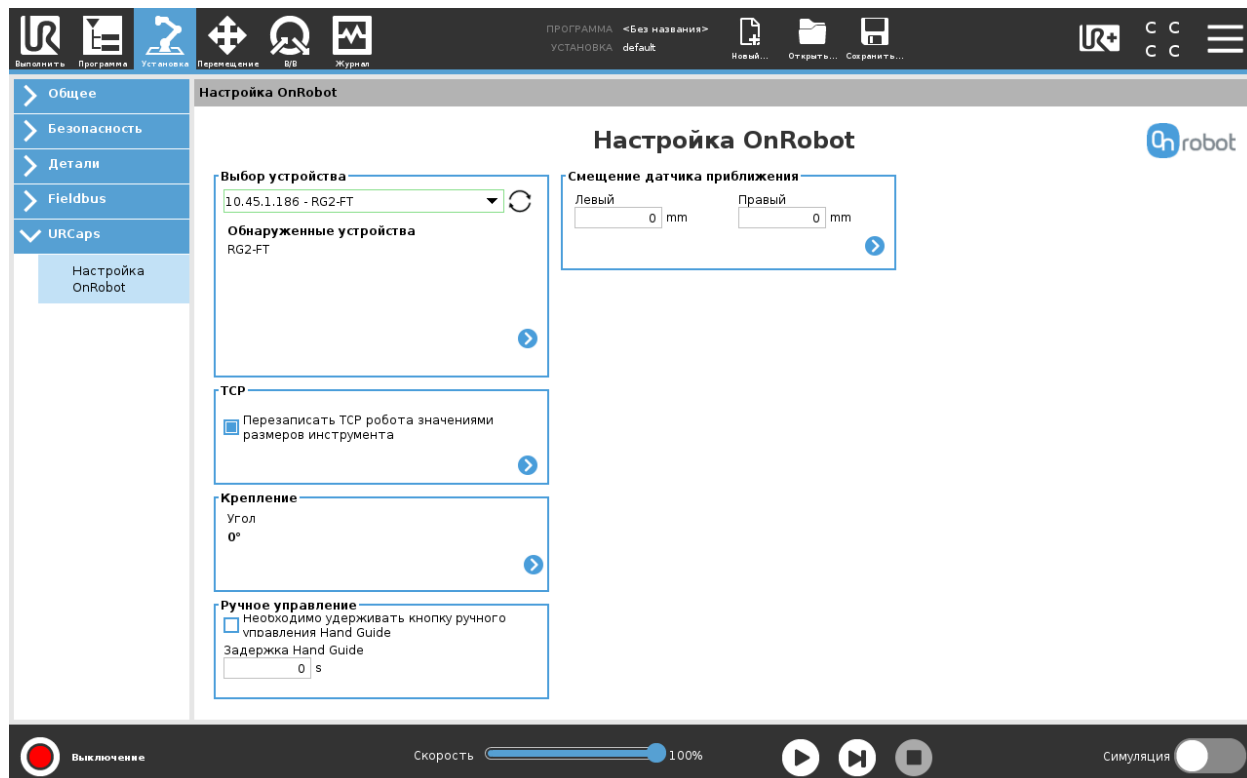 ПРОГРАММА <Без названия>
УСТАНОВКА default
Выполнить Программа Установка Перемещение В/В Журнал
Новый... Открыть... Сохранить...
UR+
C C
C C
Общее
Безопасность
Детали
Fieldbus
URCaps
Настройка
OnRobot
Настройка OnRobot
Настройка OnRobot
On robot
Выбор устройства
10.45.1.186 - RG2-FT
Обнаруженные устройства
RG2-FT
Смещение датчика приближения
Левый Правый
0 mm 0 mm
TCP
Перезаписать TCP робота значениями
размеров инструмента
Крепление
Угол
0°
Ручное управление
Необходимо удерживать кнопку ручного
управления Hand Guide
Задержка Hand Guide
0 s
Выключение
Скорость 100%
Симуляция